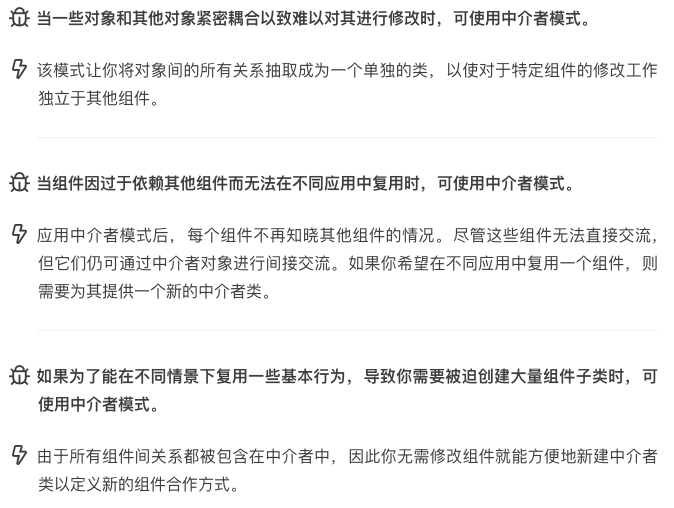 当一些对象和其他对象紧密耦合以致难以对其进行修改时，可使用中介者模式。
该模式让你将对象间的所有关系抽取成为一个单独的类，以使对于特定组件的修改工作
独立于其他组件。
当组件因过于依赖其他组件而无法在不同应用中复用时，可使用中介者模式。
应用中介者模式后，每个组件不再知晓其他组件的情况。尽管这些组件无法直接交流，
但它们仍可通过中介者对象进行间接交流。如果你希望在不同应用中复用一个组件，则
需要为其提供一个新的中介者类。
如果为了能在不同情景下复用一些基本行为，导致你需要被迫创建大量组件子类时，可
使用中介者模式。
由于所有组件间关系都被包含在中介者中，因此你无需修改组件就能方便地新建中介者
类以定义新的组件合作方式。